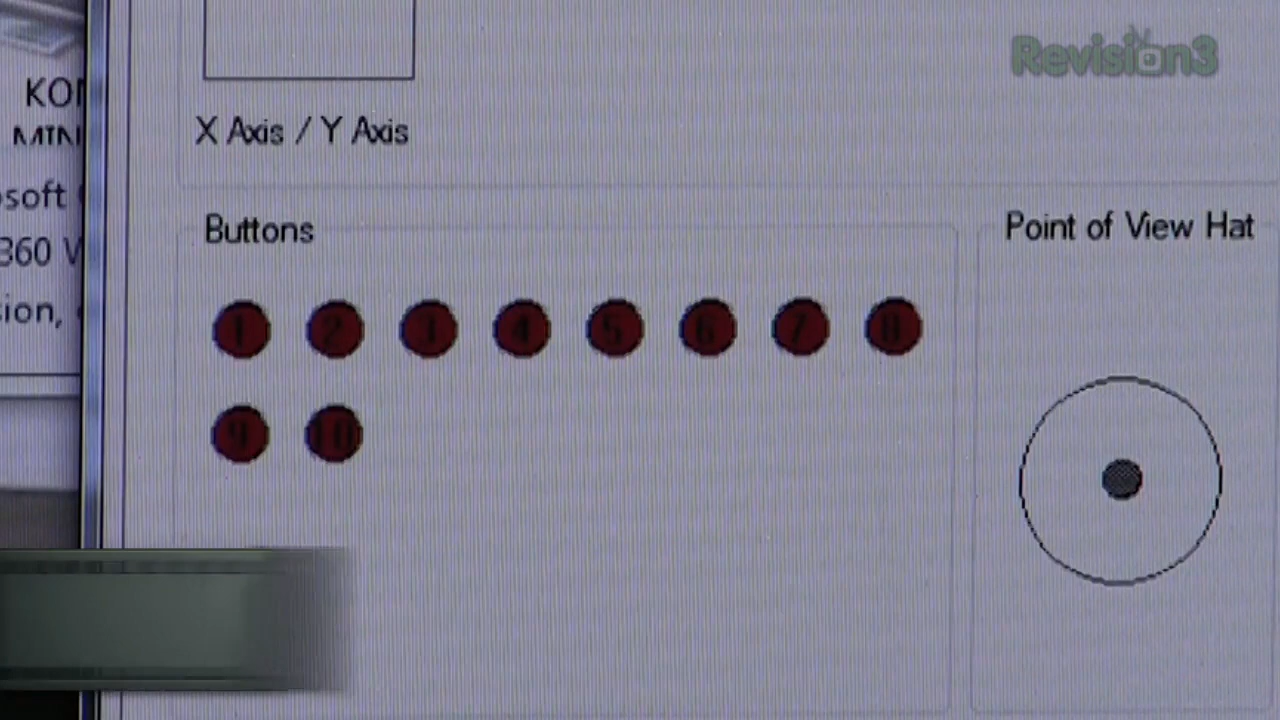 Revision3
KO
X Axis / Y Axis
osoft
Buttons
Point of View Hat
360
ion,
1 2 3 4 5 6 7 8
9 10